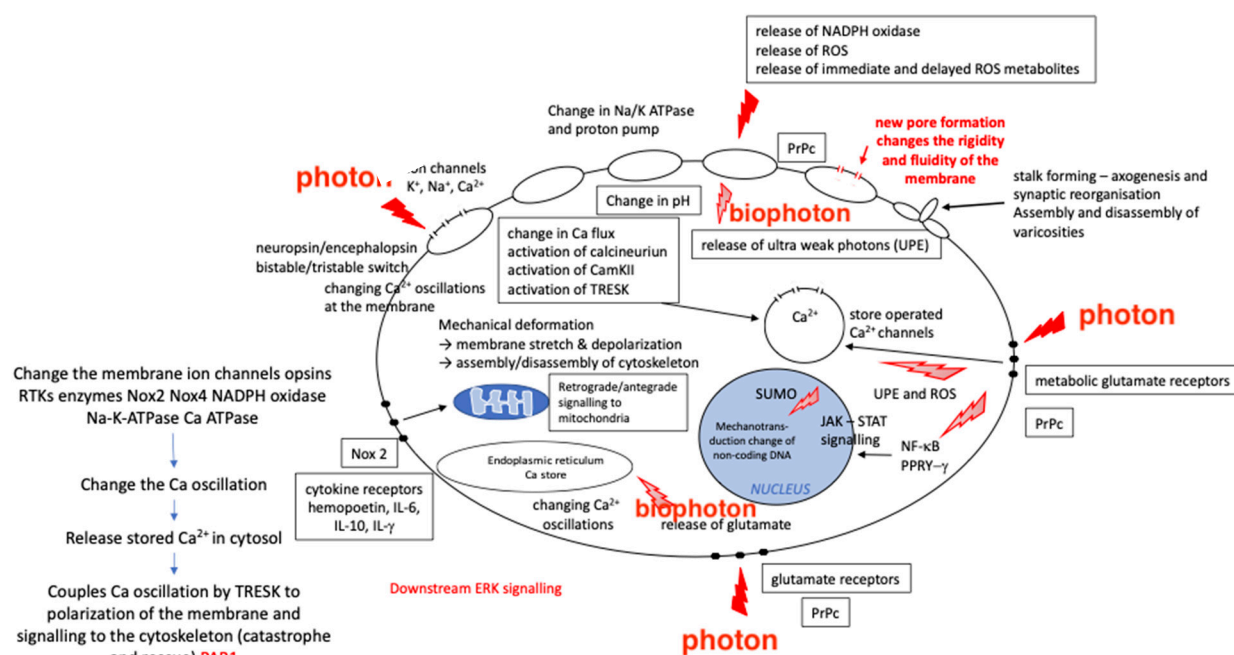 release of NADPH oxidase
release of ROS
release of immediate and delayed ROS metabolites
Change in Na/K ATPase
and proton pump
PrPc
new pore formation
changes the rigidity
and fluidity of the
membrane
stalk forming – axogenesis and
synaptic reorganisation
Assembly and disassembly of
varicosities
channels
K⁺, Na⁺, Ca²⁺
photon
Change in pH
biophoton
release of ultra weak photons (UPE)
neuropsin/encephalopsin
bistable/tristable switch
changing Ca²⁺ oscillations
at the membrane
change in Ca flux
activation of calcineuriun
activation of CamKII
activation of TRESK
Ca²⁺
store operated
Ca²⁺ channels
photon
metabolic glutamate receptors
PrPc
Mechanical deformation
→ membrane stretch & depolarization
→ assembly/disassembly of cytoskeleton
Retrograde/antegrade
signalling to
mitochondria
UPE and ROS
SUMO
Mechanotrans-
duction change of
non-coding DNA
NUCLEUS
JAK – STAT
signalling
NF-κB
PPRY–γ
Change the membrane ion channels opsins
RTKs enzymes Nox2 Nox4 NADPH oxidase
Na-K-ATPase Ca ATPase
Change the Ca oscillation
Release stored Ca²⁺ in cytosol
Couples Ca oscillation by TRESK to
polarization of the membrane and
signalling to the cytoskeleton (catastrophe
Nox 2
cytokine receptors
hemopoetin, IL-6,
IL-10, IL-γ
Endoplasmic reticulum
Ca store
changing Ca²⁺
oscillations
biophoton
release of glutamate
Downstream ERK signalling
glutamate receptors
PrPc
photon